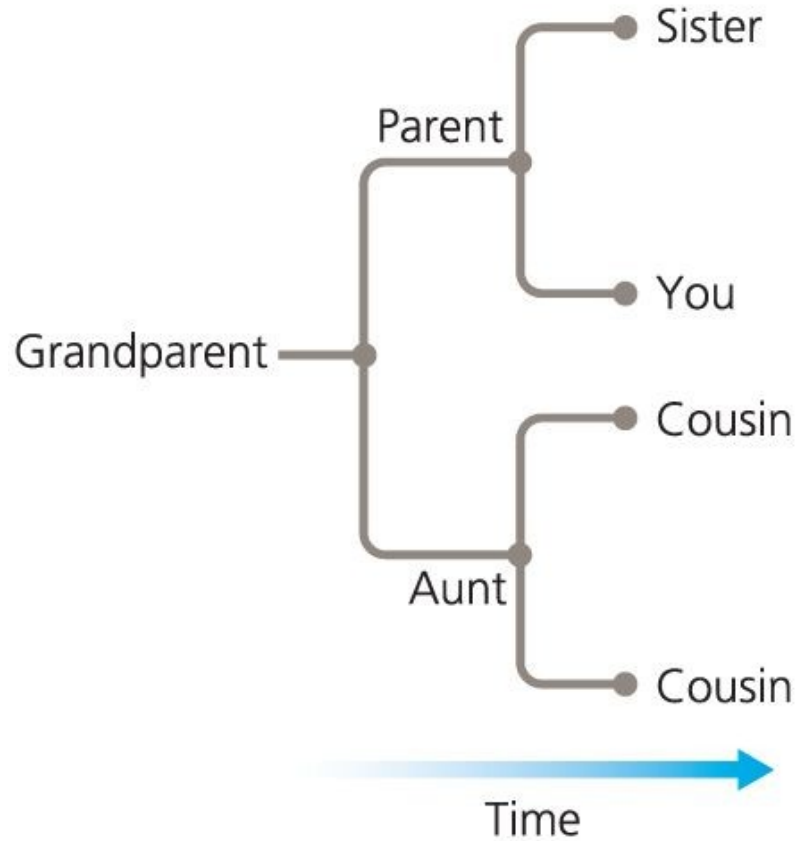 Sister
Parent
You
Grandparent
Cousin
Aunt
Cousin
Time